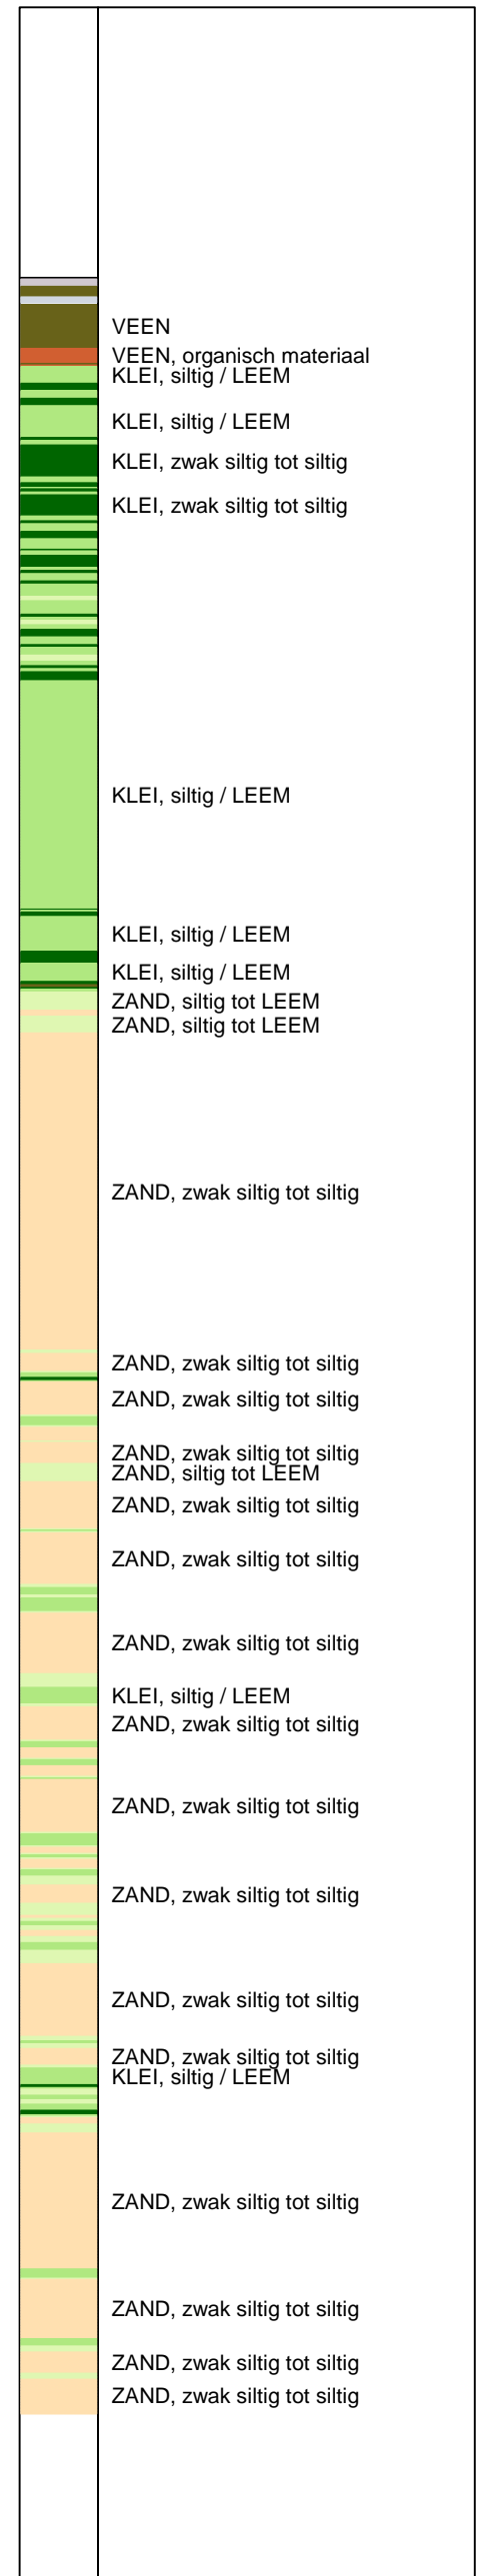 VEEN
VEEN, organisch materiaal
KLEI, siltig / LEEM
KLEI, siltig / LEEM
KLEI, zwak siltig tot siltig
KLEI, zwak siltig tot siltig
KLEI, siltig / LEEM
KLEI, siltig / LEEM
KLEI, siltig / LEEM
ZAND, siltig tot LEEM
ZAND, siltig tot LEEM
ZAND, zwak siltig tot siltig
ZAND, zwak siltig tot siltig
ZAND, zwak siltig tot siltig
ZAND, zwak siltig tot siltig
ZAND, siltig tot LEEM
ZAND, zwak siltig tot siltig
ZAND, zwak siltig tot siltig
ZAND, zwak siltig tot siltig
KLEI, siltig / LEEM
ZAND, zwak siltig tot siltig
ZAND, zwak siltig tot siltig
ZAND, zwak siltig tot siltig
ZAND, zwak siltig tot siltig
ZAND, zwak siltig tot siltig
KLEI, siltig / LEEM
ZAND, zwak siltig tot siltig
ZAND, zwak siltig tot siltig
ZAND, zwak siltig tot siltig
ZAND, zwak siltig tot siltig